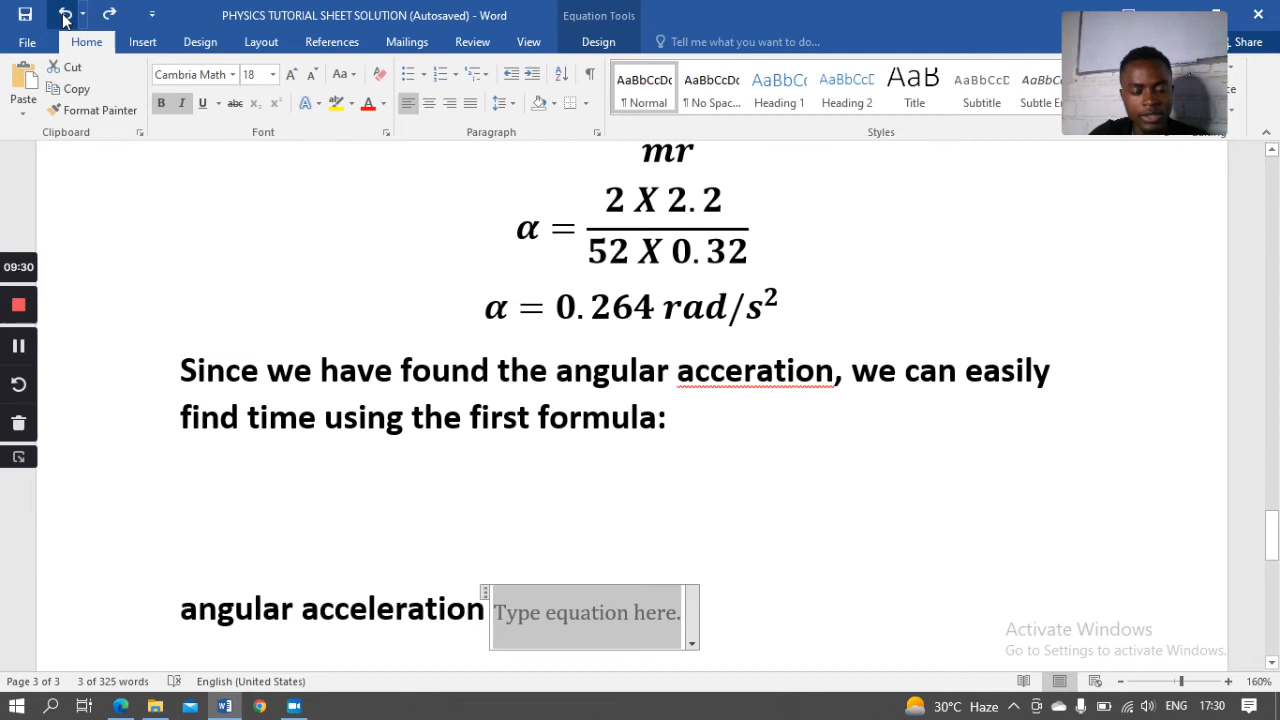 PHYSICS TUTORIAL SHEET SOLUTION (Autosaved) - Word
Equation Tools
File Home Insert Design Layout References Mailings Review View Design Tell me what you want to do... Share
Paste
Cut
Copy
Format Painter
Cambria Math 18
AaBbCcDc AaBbCcDc AaBbCc AaBbCcE AaB AaBbCcD
¶ Normal ¶ No Spac... Heading 1 Heading 2 Title Subtitle
Clipboard Font Paragraph Styles
mr
α = (2 X 2.2)/(52 X 0.32)
α = 0.264 rad/s²
Since we have found the angular acceration, we can easily
find time using the first formula:
angular acceleration Type equation here.
09:30
Activate Windows
Go to Settings to activate Windows.
Page 3 of 3 3 of 325 words English (United States) 160%
30°C Haze ENG 17:30